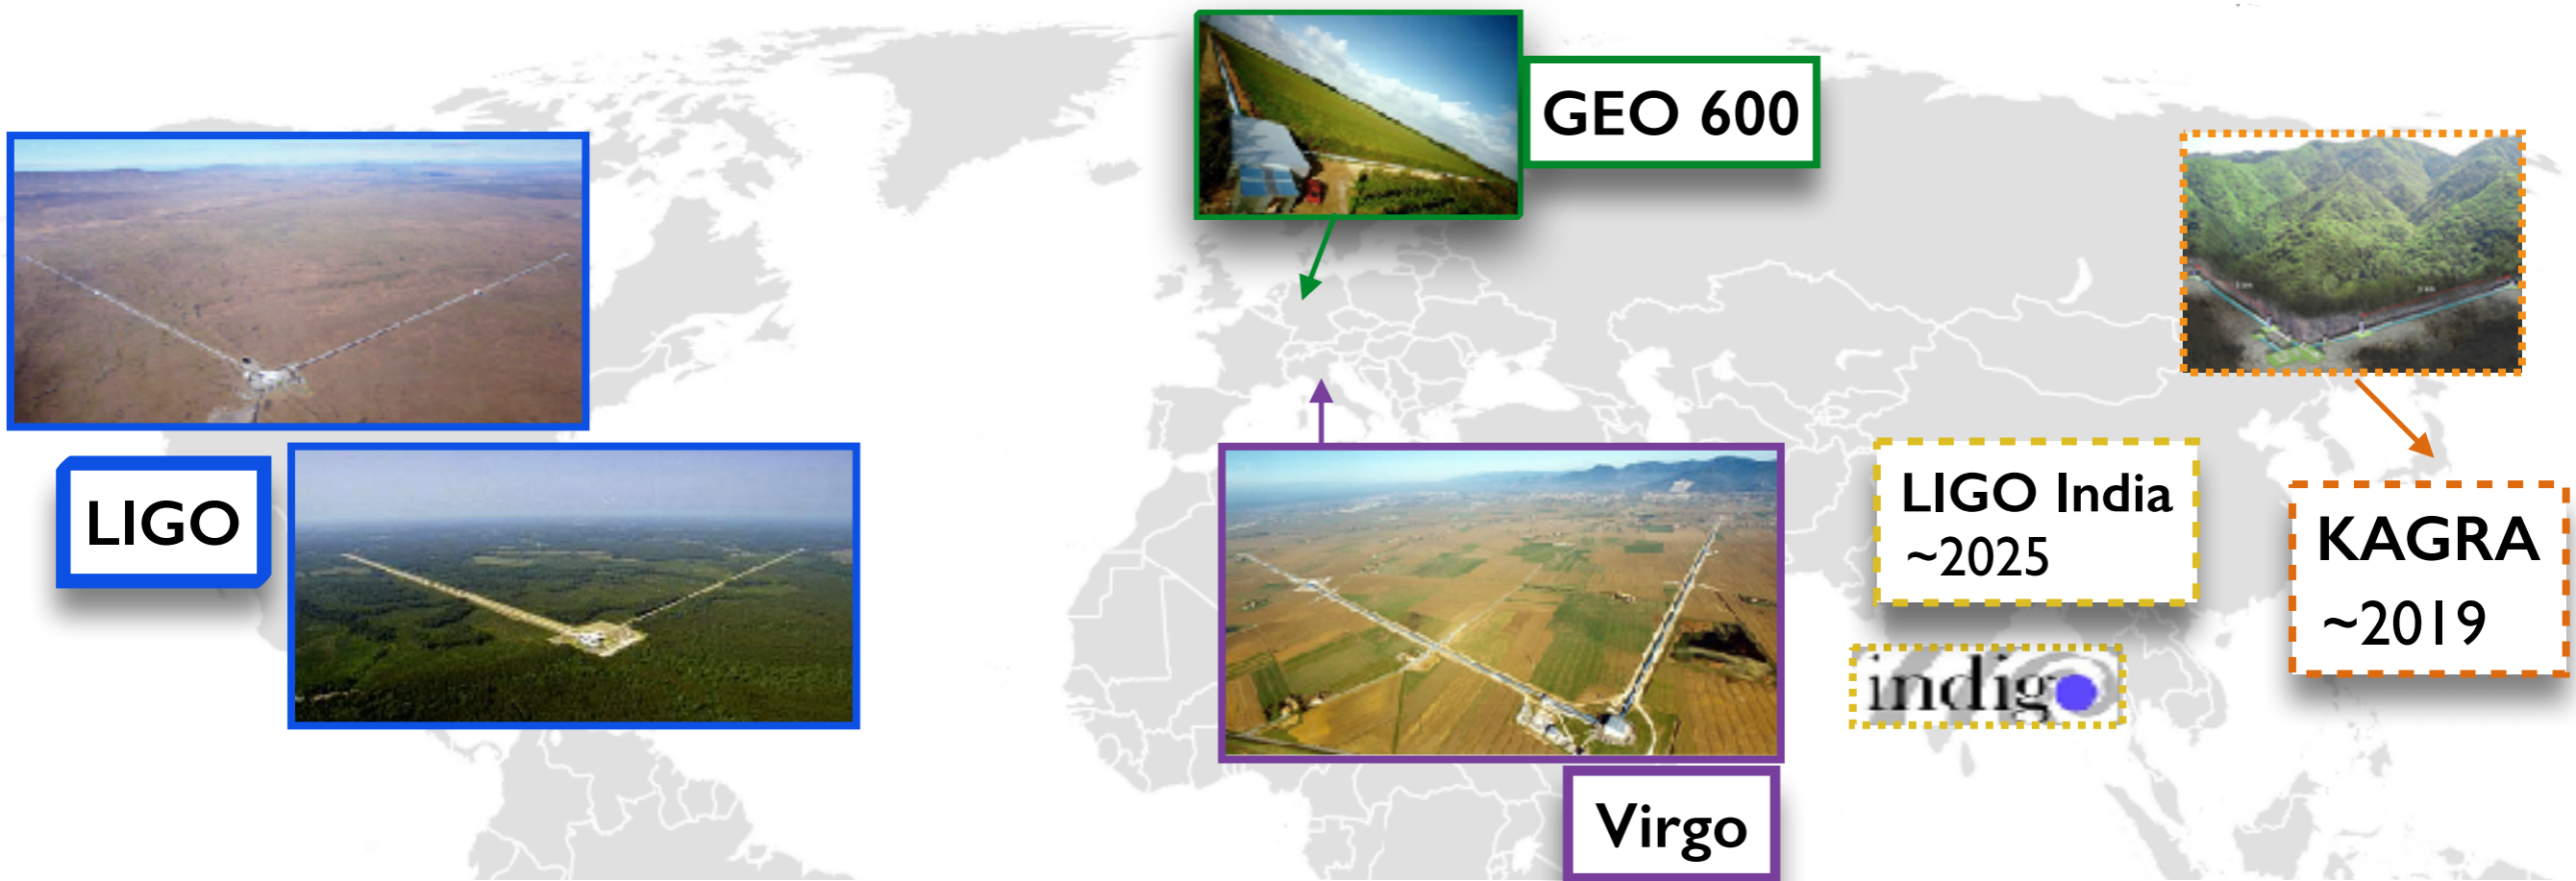 GEO 600
LIGO
LIGO India
~2025
indigo
KAGRA
~2019
Virgo